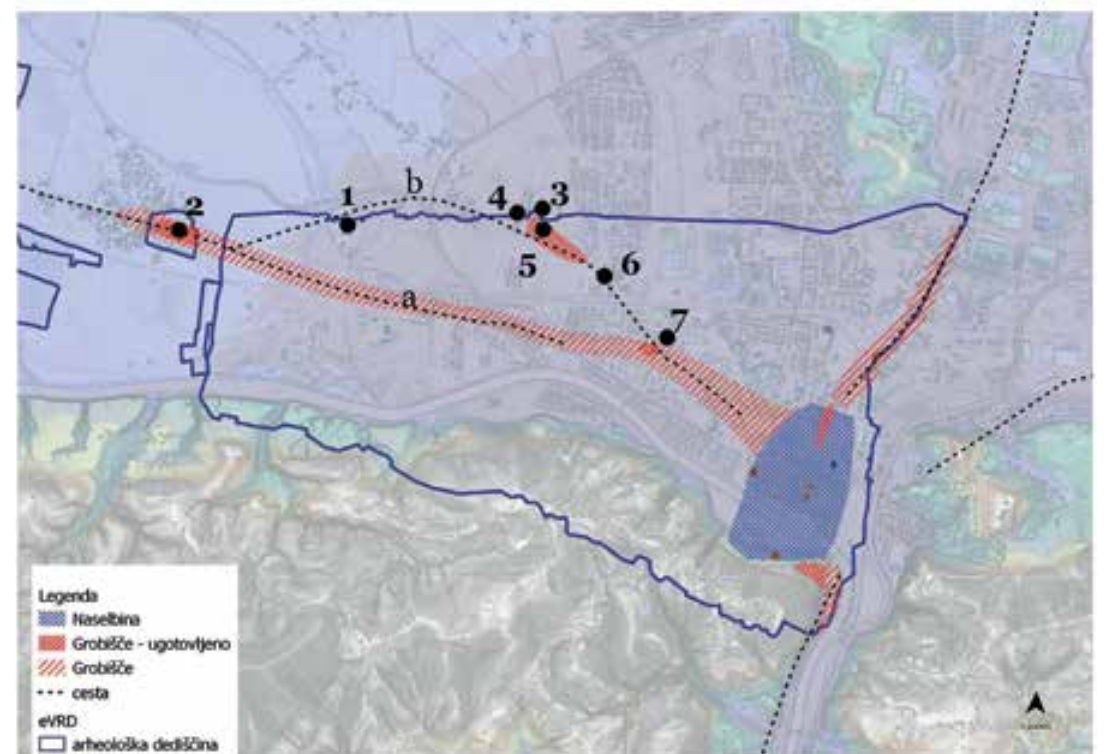 b
1
2
4
3
5
6
a
7
Legenda
Naselbina
Grobišče - ugotovljeno
Grobišče
cesta
eVRD
arheološka dediščina